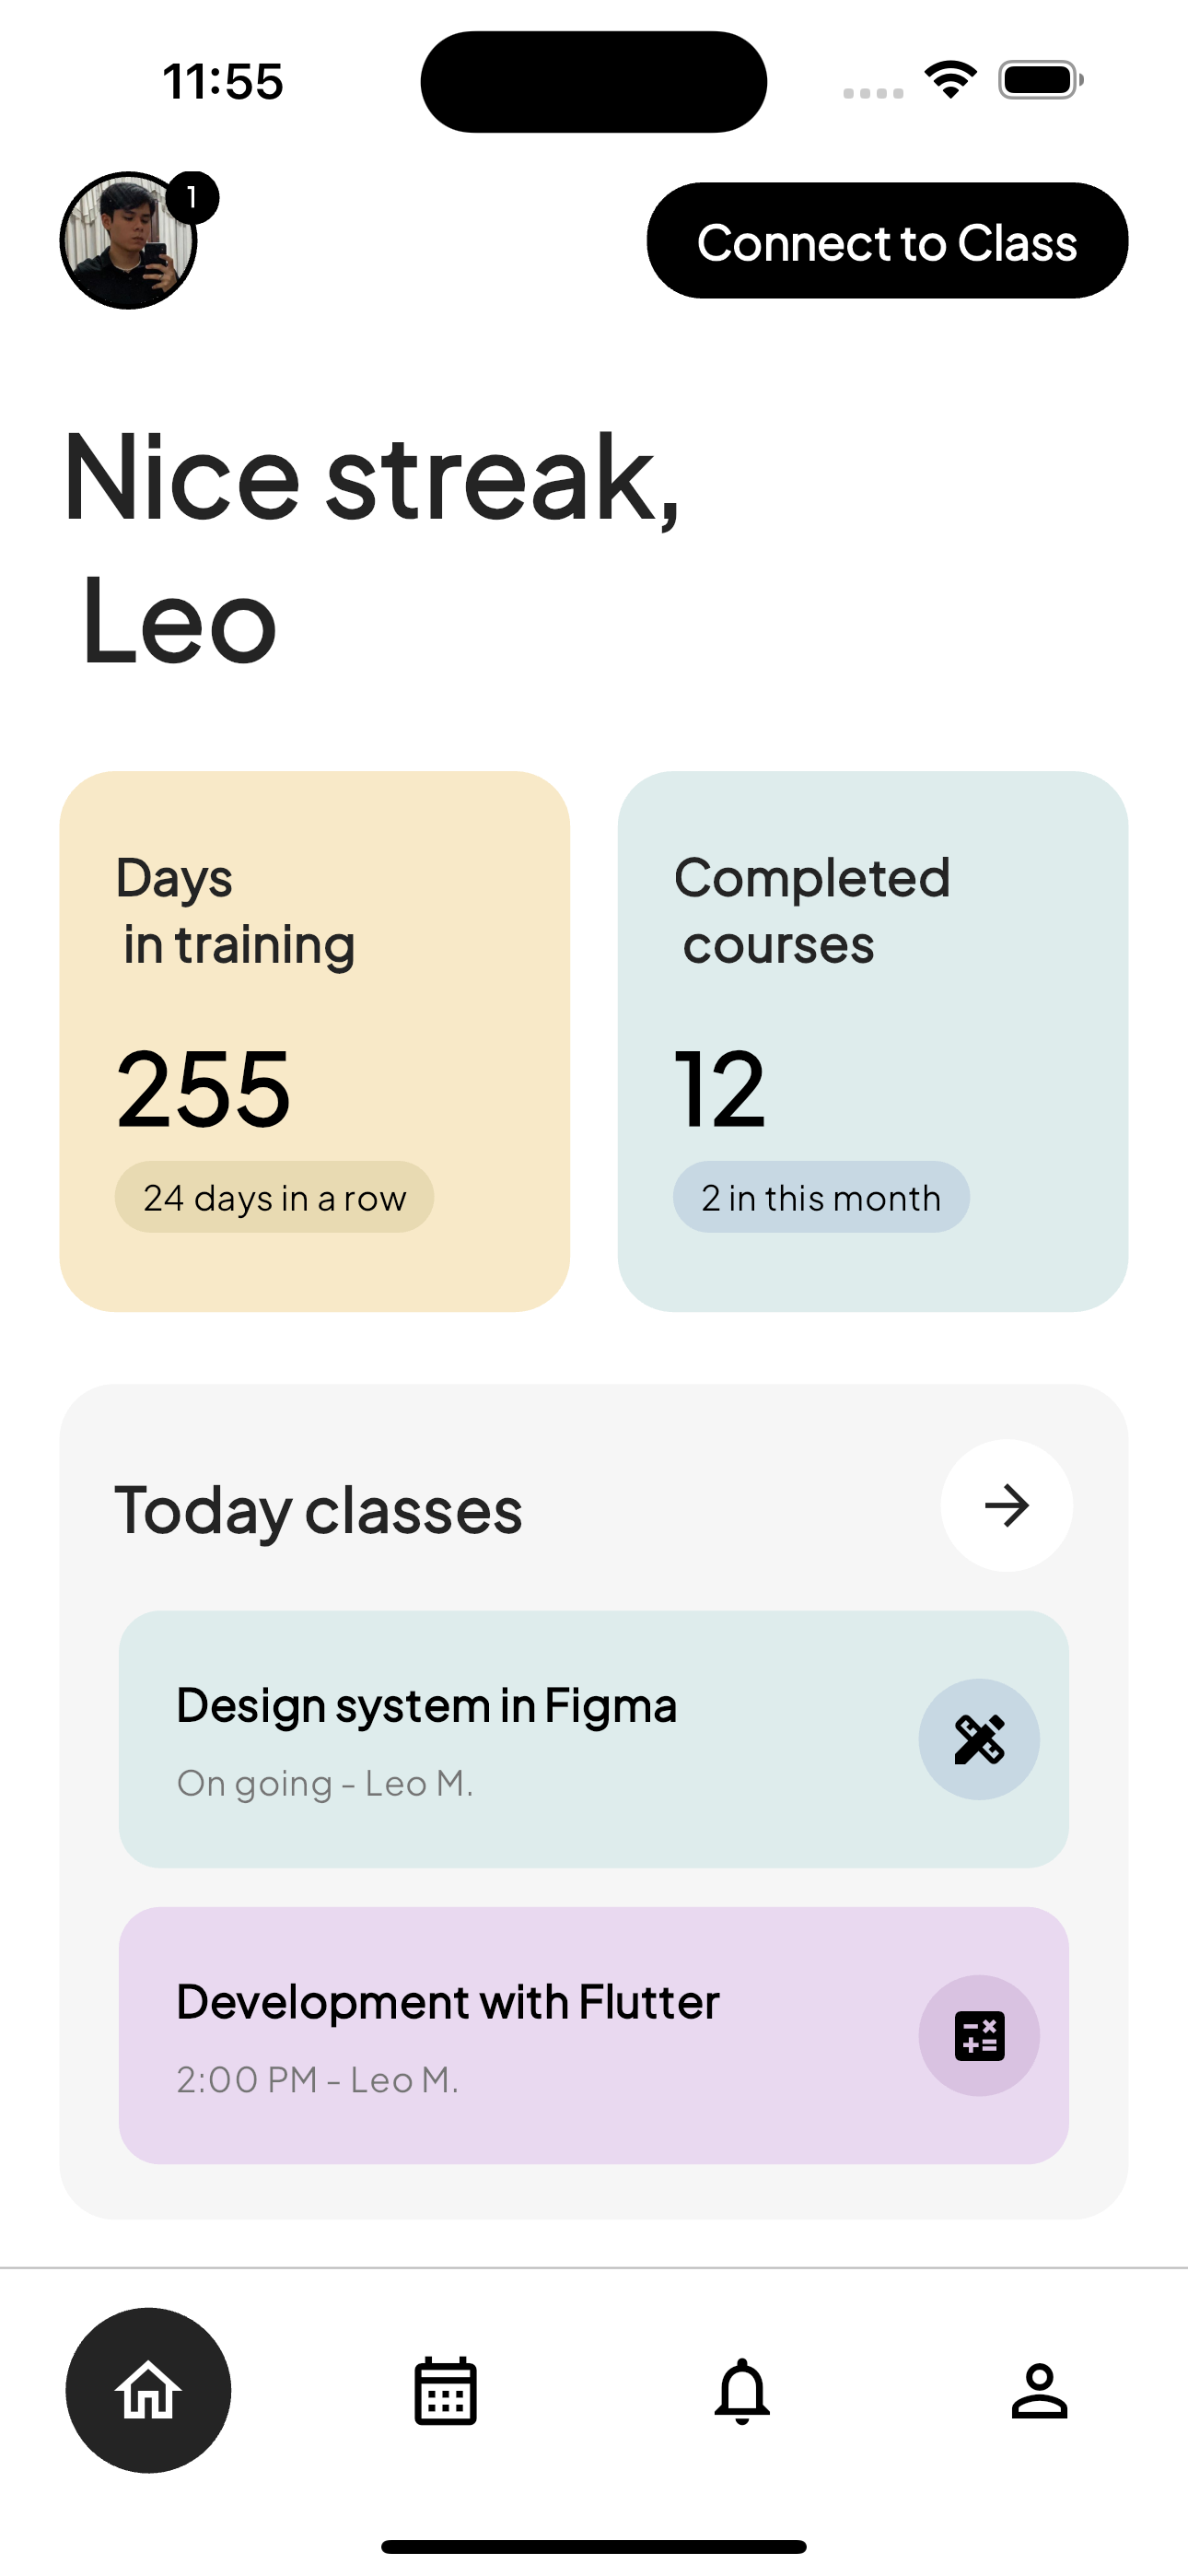 11:55
1
Connect to Class
Nice streak,
Leo
Days
in training
255
24 days in a row
Completed
courses
12
2 in this month
Today classes
Design system in Figma
On going - Leo M.
Development with Flutter
2:00 PM - Leo M.